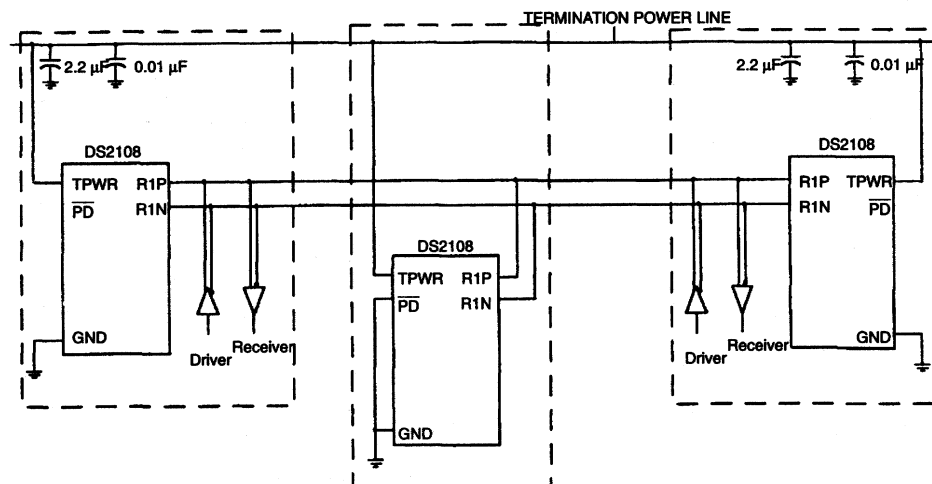 TERMINATION POWER LINE
2.2 µF
0.01 µF
2.2 µF
0.01 µF
DS2108
TPWR R1P
PD R1N
GND
Driver
Receiver
DS2108
TPWR R1P
PD R1N
GND
DS2108
R1P TPWR
R1N PD
GND
Driver
Receiver